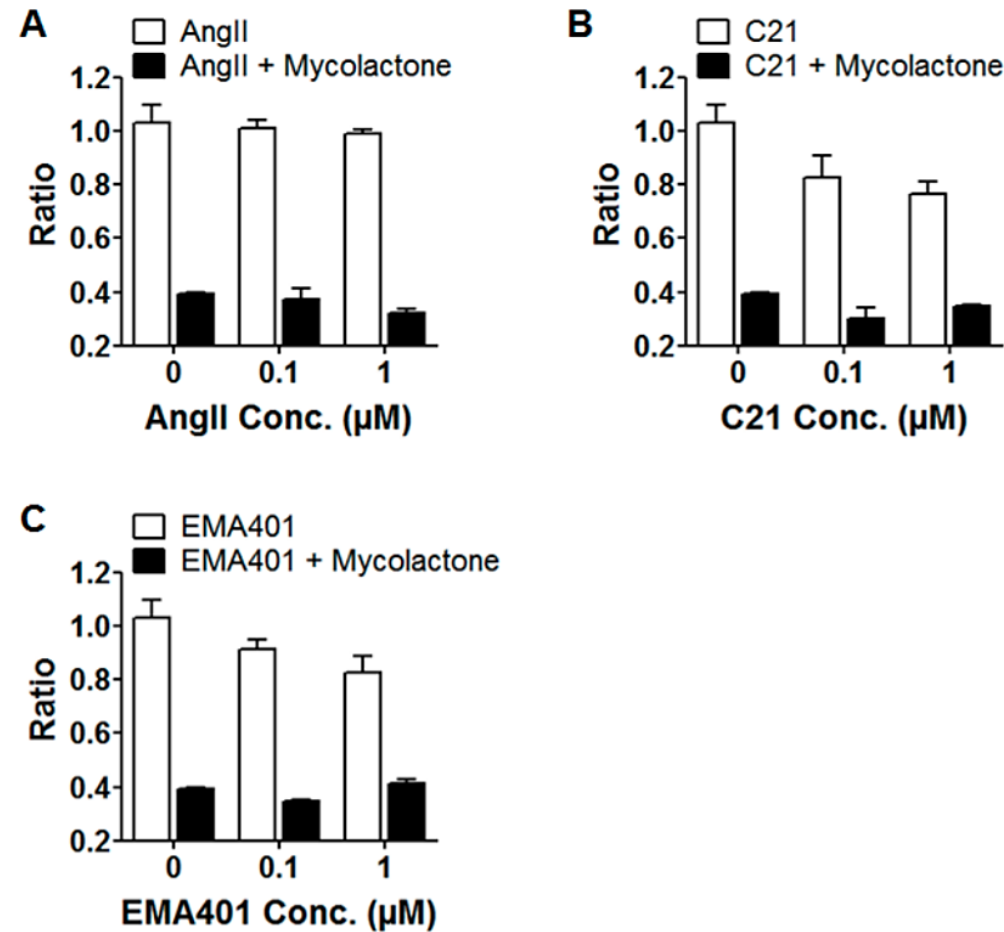 A
AngII
AngII + Mycolactone
1.2
1.0
0.8
0.6
0.4
0.2
Ratio
0 0.1 1
AngII Conc. (µM)
B
C21
C21 + Mycolactone
1.2
1.0
0.8
0.6
0.4
0.2
Ratio
0 0.1 1
C21 Conc. (µM)
C
EMA401
EMA401 + Mycolactone
1.2
1.0
0.8
0.6
0.4
0.2
Ratio
0 0.1 1
EMA401 Conc. (µM)